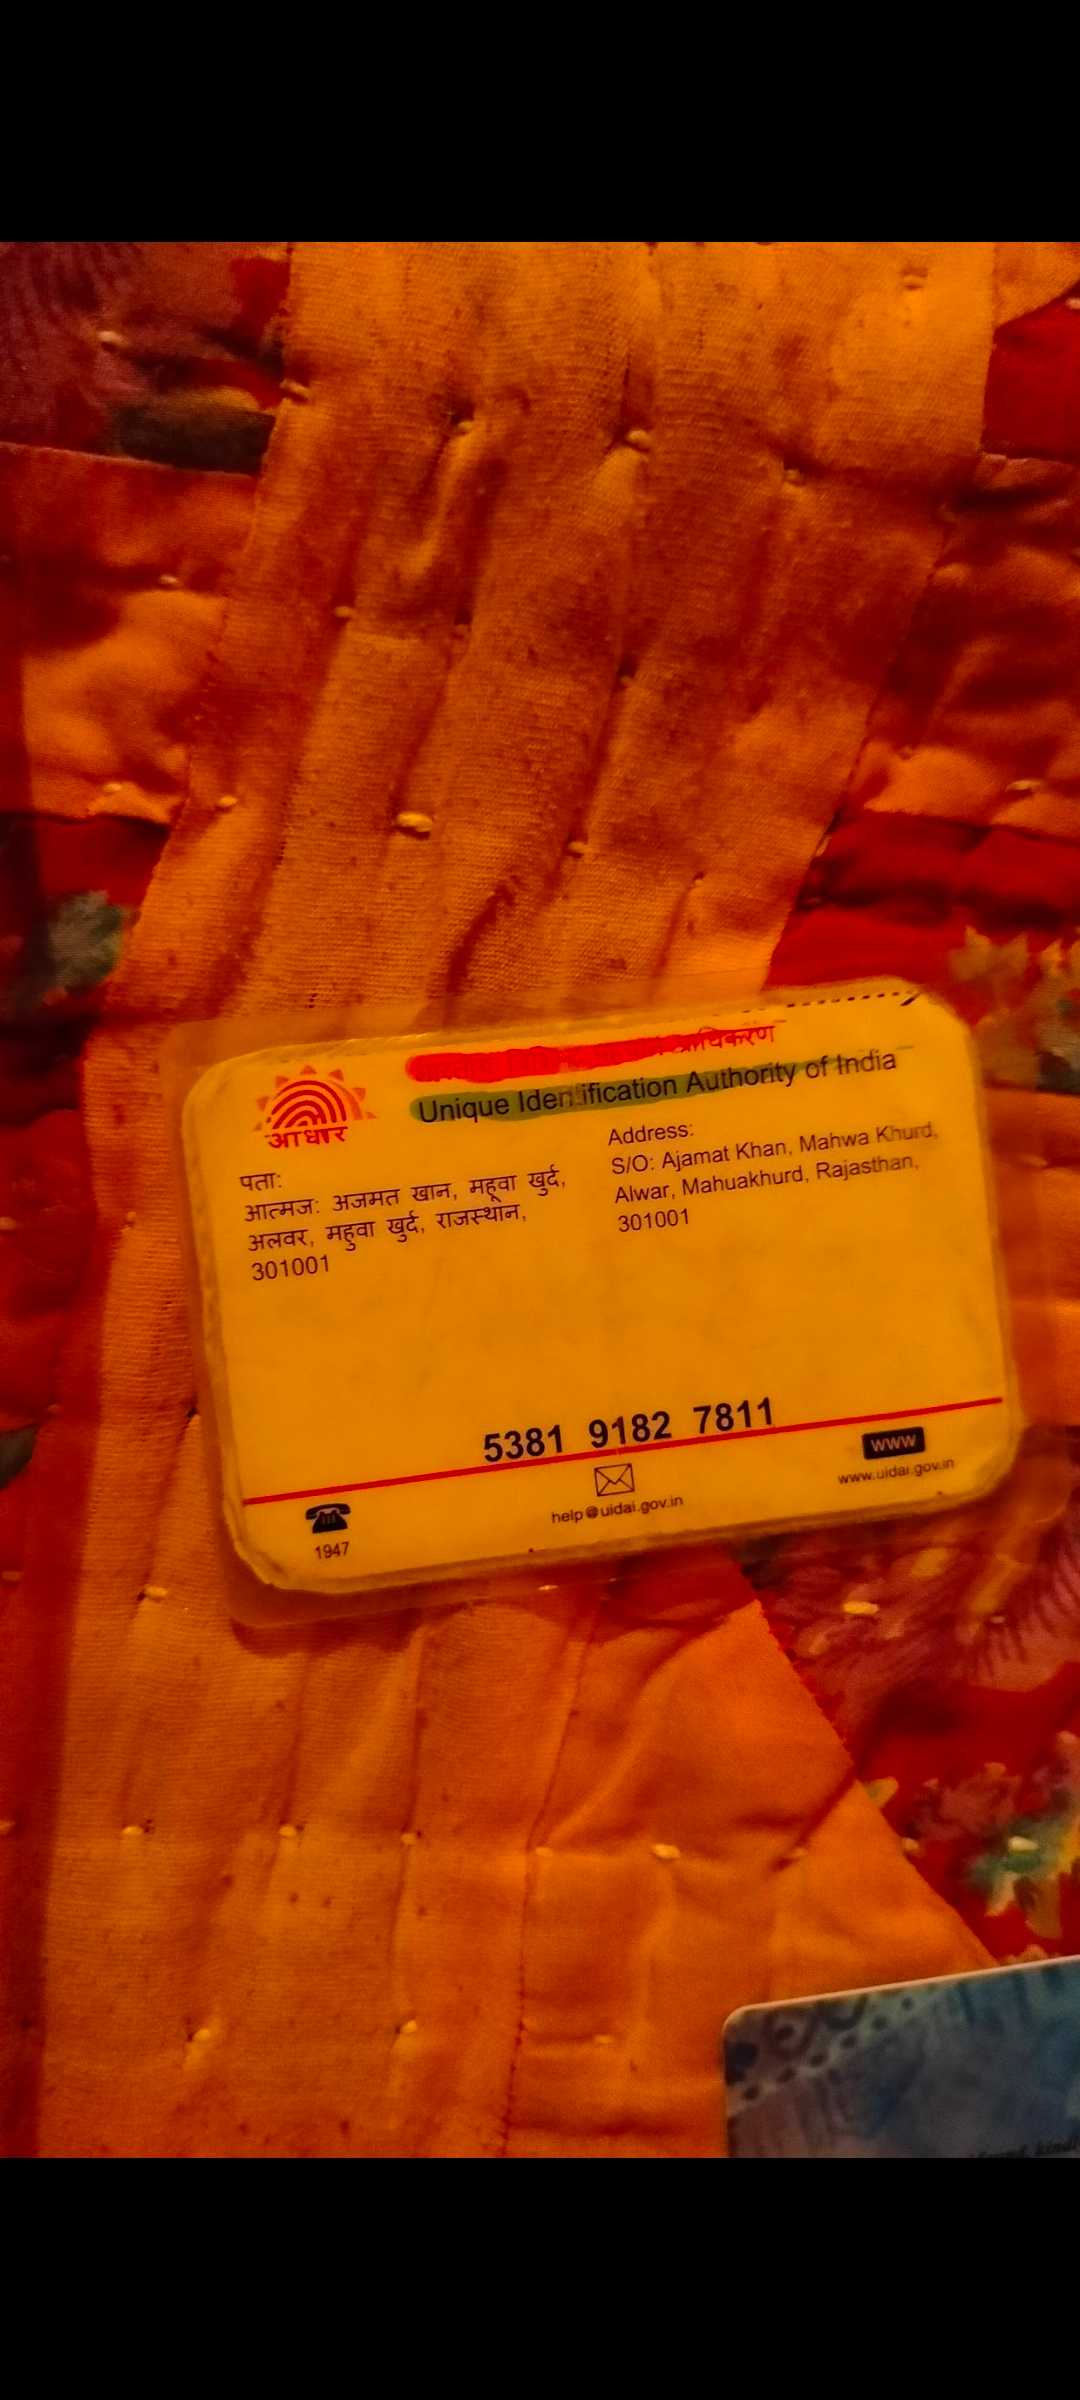 आधार
प्राधिकरण
Unique Identification Authority of India
पता:
आत्मज: अजमत खान, महूवा खुर्द,
अलवर, महुवा खुर्द, राजस्थान,
301001
Address:
S/O: Ajamat Khan, Mahwa Khurd,
Alwar, Mahuakhurd, Rajasthan,
301001
5381 9182 7811
1947
help@uidai.gov.in
www
www.uidai.gov.in